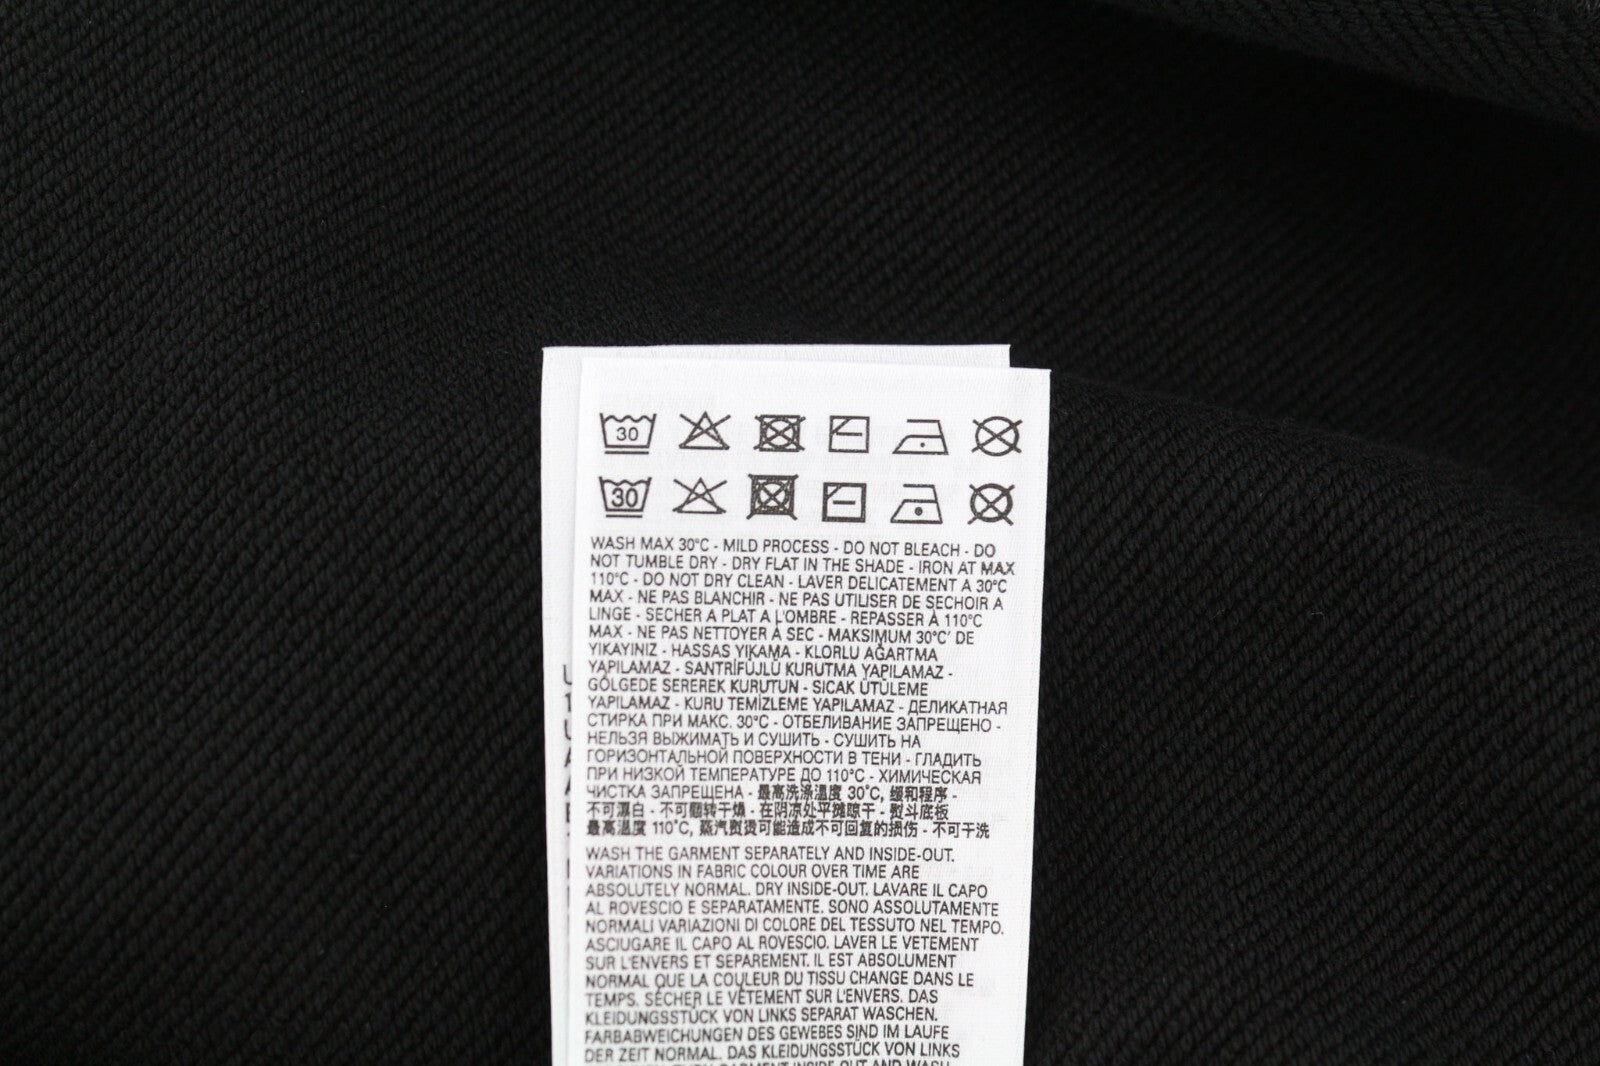 30
30
WASH MAX 30°C - MILD PROCESS - DO NOT BLEACH - DO
NOT TUMBLE DRY - DRY FLAT IN THE SHADE - IRON AT MAX
110°C - DO NOT DRY CLEAN - LAVER DELICATEMENT A 30°C
MAX - NE PAS BLANCHIR - NE PAS UTILISER DE SECHOIR A
LINGE - SECHER A PLAT A L'OMBRE - REPASSER À 110°C
MAX - NE PAS NETTOYER À SEC - MAKSIMUM 30°C' DE
YIKAYINIZ - HASSAS YIKAMA - KLORLU AĞARTMA
YAPILAMAZ - SANTRİFÜJLÜ KURUTMA YAPILAMAZ -
GÖLGEDE SEREREK KURUTUN - SICAK ÜTÜLEME
YAPILAMAZ - KURU TEMİZLEME YAPILAMAZ - ДЕЛИКАТНАЯ
СТИРКА ПРИ МАКС. 30°C - ОТБЕЛИВАНИЕ ЗАПРЕЩЕНО -
НЕЛЬЗЯ ВЫЖИМАТЬ И СУШИТЬ - СУШИТЬ НА
ГОРИЗОНТАЛЬНОЙ ПОВЕРХНОСТИ В ТЕНИ - ГЛАДИТЬ
ПРИ НИЗКОЙ ТЕМПЕРАТУРЕ ДО 110°C - ХИМИЧЕСКАЯ
ЧИСТКА ЗАПРЕЩЕНА - 最高洗涤温度 30°C, 缓和程序 -
不可漂白 - 不可翻转干燥 - 在阴凉处平摊晾干 - 熨斗底板
最高温度 110°C, 蒸汽熨烫可能造成不可回复的损伤 - 不可干洗
WASH THE GARMENT SEPARATELY AND INSIDE-OUT.
VARIATIONS IN FABRIC COLOUR OVER TIME ARE
ABSOLUTELY NORMAL. DRY INSIDE-OUT. LAVARE IL CAPO
AL ROVESCIO E SEPARATAMENTE. SONO ASSOLUTAMENTE
NORMALI VARIAZIONI DI COLORE DEL TESSUTO NEL TEMPO.
ASCIUGARE IL CAPO AL ROVESCIO. LAVER LE VETEMENT
SUR L'ENVERS ET SEPAREMENT. IL EST ABSOLUMENT
NORMAL QUE LA COULEUR DU TISSU CHANGE DANS LE
TEMPS. SÉCHER LE VÊTEMENT SUR L'ENVERS. DAS
KLEIDUNGSSTÜCK VON LINKS SEPARAT WASCHEN.
FARBABWEICHUNGEN DES GEWEBES SIND IM LAUFE
DER ZEIT NORMAL. DAS KLEIDUNGSSTÜCK VON LINKS